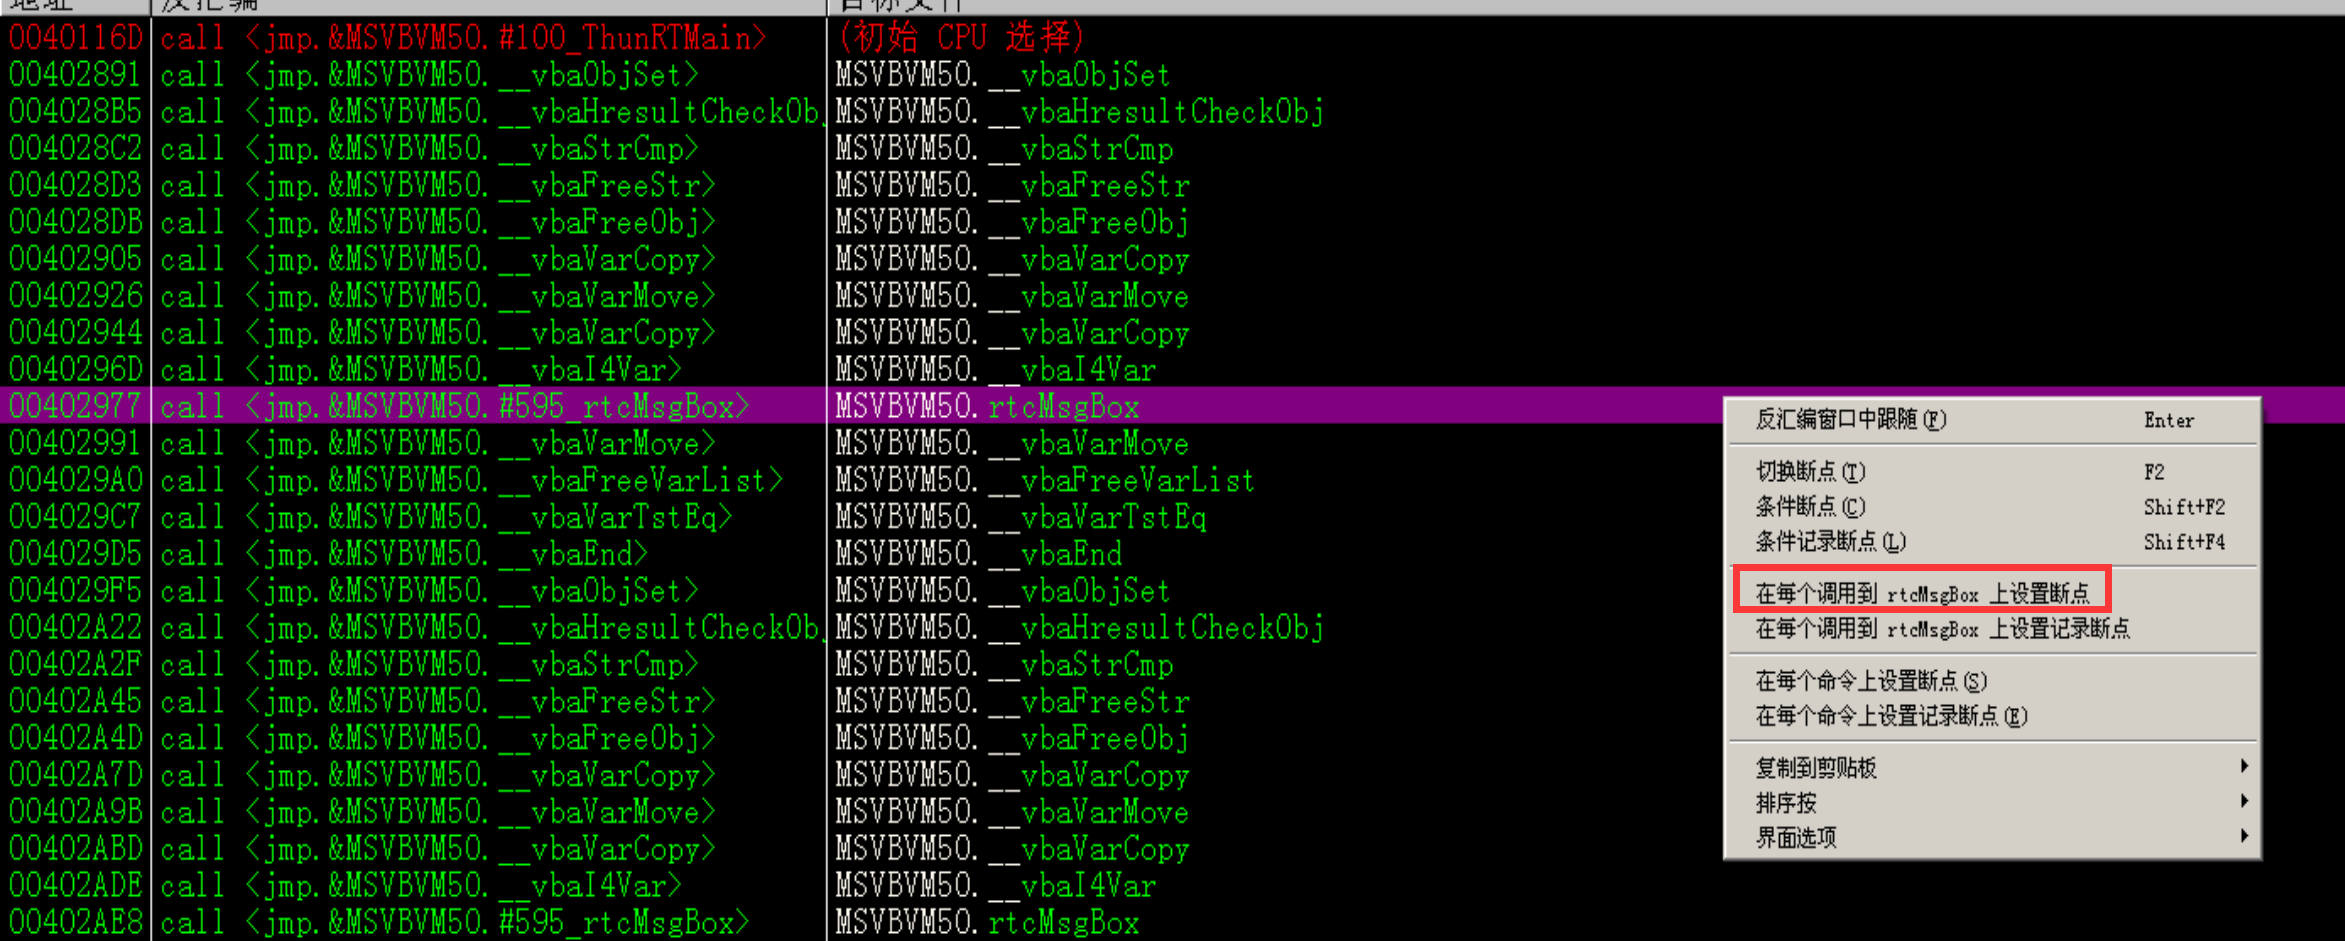 地址 反汇编 目标文件
0040116D call <jmp.&MSVBVM50.#100_ThunRTMain> (初始 CPU 选择)
00402891 call <jmp.&MSVBVM50.__vbaObjSet> MSVBVM50.__vbaObjSet
004028B5 call <jmp.&MSVBVM50.__vbaHresultCheckObj MSVBVM50.__vbaHresultCheckObj
004028C2 call <jmp.&MSVBVM50.__vbaStrCmp> MSVBVM50.__vbaStrCmp
004028D3 call <jmp.&MSVBVM50.__vbaFreeStr> MSVBVM50.__vbaFreeStr
004028DB call <jmp.&MSVBVM50.__vbaFreeObj> MSVBVM50.__vbaFreeObj
00402905 call <jmp.&MSVBVM50.__vbaVarCopy> MSVBVM50.__vbaVarCopy
00402926 call <jmp.&MSVBVM50.__vbaVarMove> MSVBVM50.__vbaVarMove
00402944 call <jmp.&MSVBVM50.__vbaVarCopy> MSVBVM50.__vbaVarCopy
0040296D call <jmp.&MSVBVM50.__vbaI4Var> MSVBVM50.__vbaI4Var
00402977 call <jmp.&MSVBVM50.#595_rtcMsgBox> MSVBVM50.rtcMsgBox
00402991 call <jmp.&MSVBVM50.__vbaVarMove> MSVBVM50.__vbaVarMove
004029A0 call <jmp.&MSVBVM50.__vbaFreeVarList> MSVBVM50.__vbaFreeVarList
004029C7 call <jmp.&MSVBVM50.__vbaVarTstEq> MSVBVM50.__vbaVarTstEq
004029D5 call <jmp.&MSVBVM50.__vbaEnd> MSVBVM50.__vbaEnd
004029F5 call <jmp.&MSVBVM50.__vbaObjSet> MSVBVM50.__vbaObjSet
00402A22 call <jmp.&MSVBVM50.__vbaHresultCheckObj MSVBVM50.__vbaHresultCheckObj
00402A2F call <jmp.&MSVBVM50.__vbaStrCmp> MSVBVM50.__vbaStrCmp
00402A45 call <jmp.&MSVBVM50.__vbaFreeStr> MSVBVM50.__vbaFreeStr
00402A4D call <jmp.&MSVBVM50.__vbaFreeObj> MSVBVM50.__vbaFreeObj
00402A7D call <jmp.&MSVBVM50.__vbaVarCopy> MSVBVM50.__vbaVarCopy
00402A9B call <jmp.&MSVBVM50.__vbaVarMove> MSVBVM50.__vbaVarMove
00402ABD call <jmp.&MSVBVM50.__vbaVarCopy> MSVBVM50.__vbaVarCopy
00402ADE call <jmp.&MSVBVM50.__vbaI4Var> MSVBVM50.__vbaI4Var
00402AE8 call <jmp.&MSVBVM50.#595_rtcMsgBox> MSVBVM50.rtcMsgBox
反汇编窗口中跟随(F) Enter
切换断点(T) F2
条件断点(C) Shift+F2
条件记录断点(L) Shift+F4
在每个调用到 rtcMsgBox 上设置断点
在每个调用到 rtcMsgBox 上设置记录断点
在每个命令上设置断点(S)
在每个命令上设置记录断点(E)
复制到剪贴板
排序按
界面选项